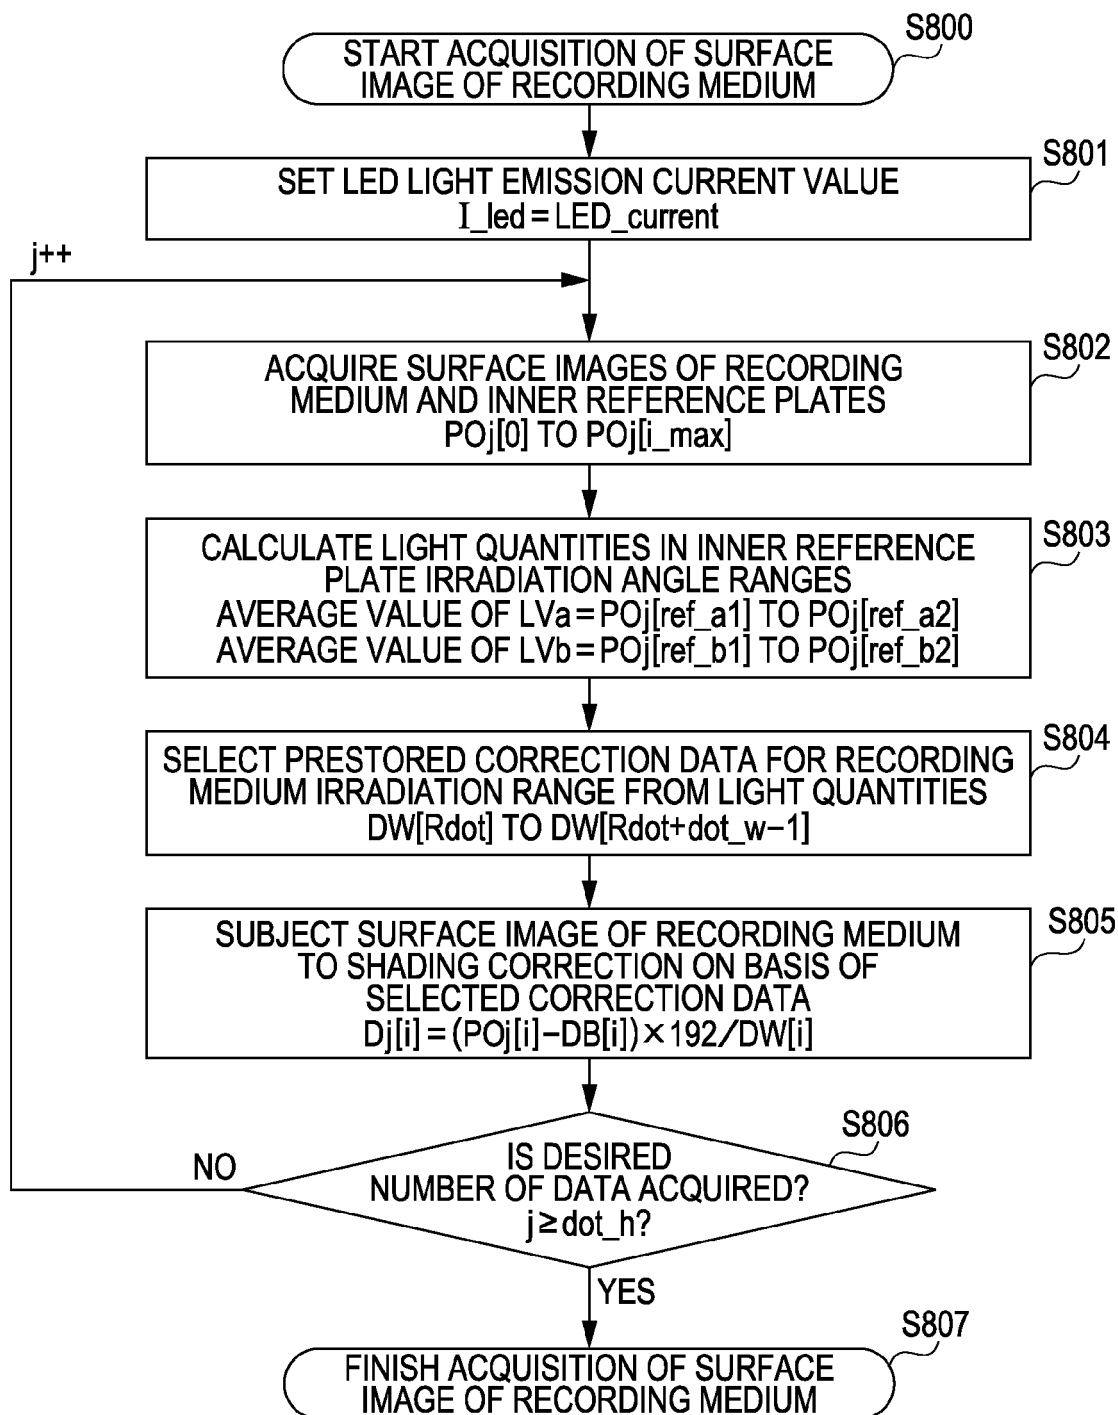 S800
START ACQUISITION OF SURFACE
IMAGE OF RECORDING MEDIUM
S801
SET LED LIGHT EMISSION CURRENT VALUE
I_led=LED_current
j++
S802
ACQUIRE SURFACE IMAGES OF RECORDING
MEDIUM AND INNER REFERENCE PLATES
POj[0] TO POj[i_max]
S803
CALCULATE LIGHT QUANTITIES IN INNER REFERENCE
PLATE IRRADIATION ANGLE RANGES
AVERAGE VALUE OF LVa=POj[ref_a1] TO POj[ref_a2]
AVERAGE VALUE OF LVb=POj[ref_b1] TO POj[ref_b2]
S804
SELECT PRESTORED CORRECTION DATA FOR RECORDING
MEDIUM IRRADIATION RANGE FROM LIGHT QUANTITIES
DW[Rdot] TO DW[Rdot+dot_w−1]
S805
SUBJECT SURFACE IMAGE OF RECORDING MEDIUM
TO SHADING CORRECTION ON BASIS OF
SELECTED CORRECTION DATA
Dj[i]=(POj[i]−DB[i])×192/DW[i]
S806
IS DESIRED
NUMBER OF DATA ACQUIRED?
j≥dot_h?
NO
YES
S807
FINISH ACQUISITION OF SURFACE
IMAGE OF RECORDING MEDIUM